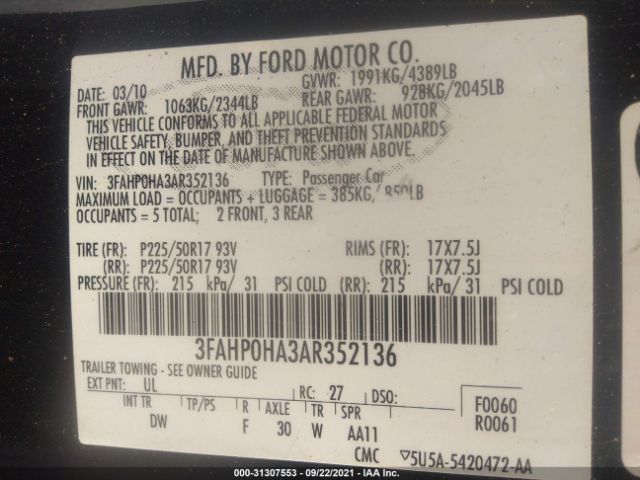 MFD. BY FORD MOTOR CO.
DATE: 03/10 GVWR: 1991KG/4389LB
FRONT GAWR: 1063KG/2344LB REAR GAWR: 928KG/2045LB
THIS VEHICLE CONFORMS TO ALL APPLICABLE FEDERAL MOTOR
VEHICLE SAFETY, BUMPER, AND THEFT PREVENTION STANDARDS
IN EFFECT ON THE DATE OF MANUFACTURE SHOWN ABOVE.
VIN: 3FAHP0HA3AR352136 TYPE: Passenger Car
MAXIMUM LOAD = OCCUPANTS + LUGGAGE = 385KG/ 850LB
OCCUPANTS = 5 TOTAL; 2 FRONT, 3 REAR
TIRE (FR): P225/50R17 93V RIMS (FR): 17X7.5J
(RR): P225/50R17 93V (RR): 17X7.5J
PRESSURE (FR): 215 kPa/ 31 PSI COLD (RR): 215 kPa/ 31 PSI COLD
3FAHP0HA3AR352136
TRAILER TOWING - SEE OWNER GUIDE
EXT PNT: UL RC: 27 DSO: F0060
INT TR TP/PS R AXLE TR SPR R0061
DW F 30 W AA11
CMC ▽5U5A-5420472-AA
000-31307553 - 09/22/2021 - IAA Inc.